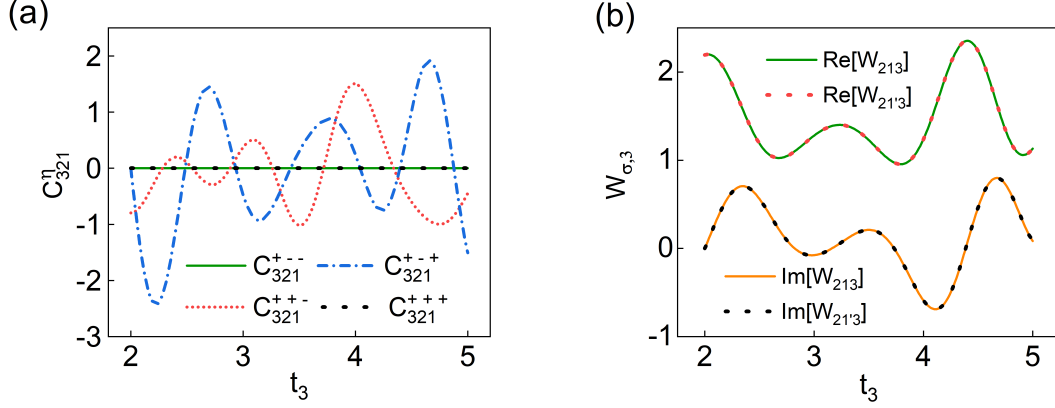 (a)
C^η_321
2
1
0
-1
-2
-3
C^+--_321
C^+-+_321
C^++-_321
C^+++_321
2 3 4 5
t_3
(b)
W_σ,3
2
1
0
-1
Re[W_213]
Re[W_21'3]
Im[W_213]
Im[W_21'3]
2 3 4 5
t_3